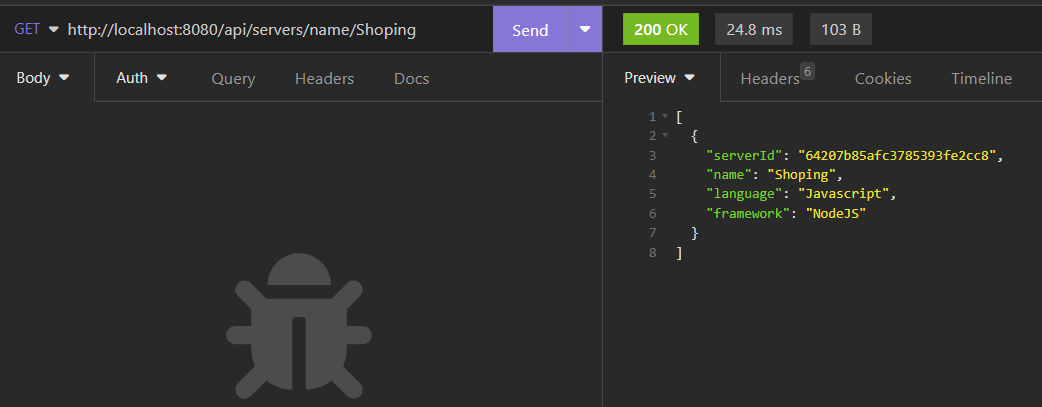 GET http://localhost:8080/api/servers/name/Shoping Send 200 OK 24.8 ms 103 B
Body Auth Query Headers Docs Preview Headers 6 Cookies Timeline
1 [
2 {
3 "serverId": "64207b85afc3785393fe2cc8",
4 "name": "Shoping",
5 "language": "Javascript",
6 "framework": "NodeJS"
7 }
8 ]